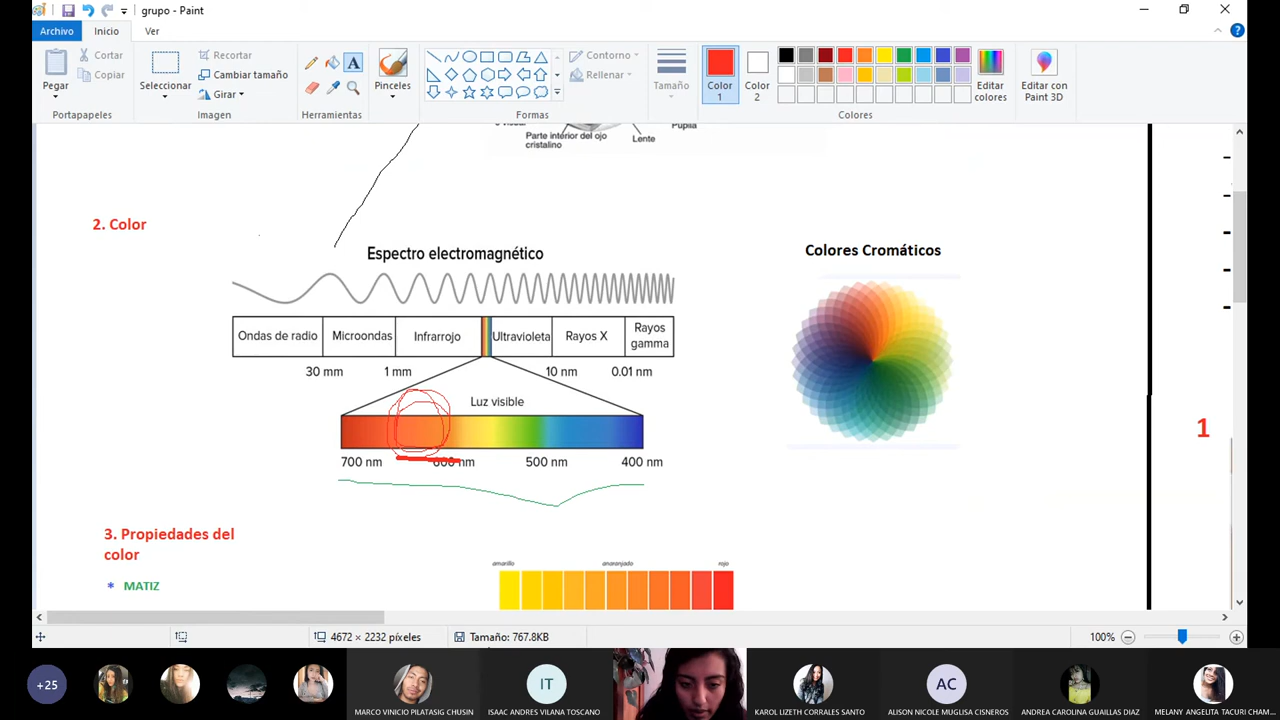 grupo - Paint
Archivo
Inicio
Ver
Pegar
Cortar
Copiar
Portapapeles
Seleccionar
Recortar
Cambiar tamaño
Girar
Imagen
A
Herramientas
Pinceles
Contorno
Rellenar
Formas
Tamaño
Color
1
Color
2
Editar
colores
Editar con
Paint 3D
Colores
Parte interior del ojo
cristalino
Lente
Pupila
2. Color
Espectro electromagnético
Colores Cromáticos
Ondas de radio
Microondas
Infrarrojo
Ultravioleta
Rayos X
Rayos
gamma
30 mm
1 mm
10 nm
0.01 nm
Luz visible
700 nm
600 nm
500 nm
400 nm
1
3. Propiedades del
color
* MATIZ
amarillo
anaranjado
rojo
4672 × 2232 píxeles
Tamaño: 767.8KB
100%
+25
MARCO VINICIO PILATASIG CHUSIN
IT
ISAAC ANDRES VILANA TOSCANO
KAROL LIZETH CORRALES SANTO
AC
ALISON NICOLE MUGLISA CISNEROS
ANDREA CAROLINA GUAILLAS DIAZ
MELANY ANGELITA TACURI CHAM...